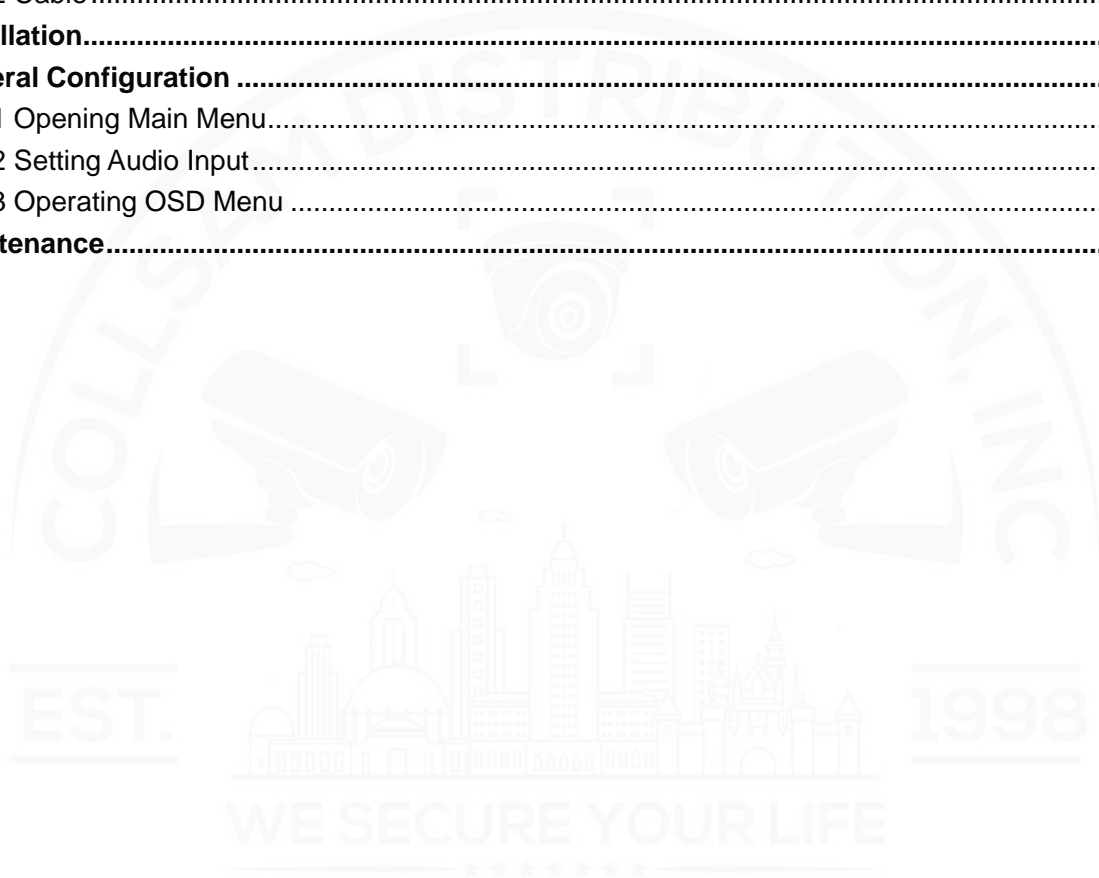 Cable
llation
eral Configuration
1 Opening Main Menu
2 Setting Audio Input
3 Operating OSD Menu
tenance
COLLSAM DISTRIBUTION, INC
EST.
1998
WE SECURE YOUR LIFE